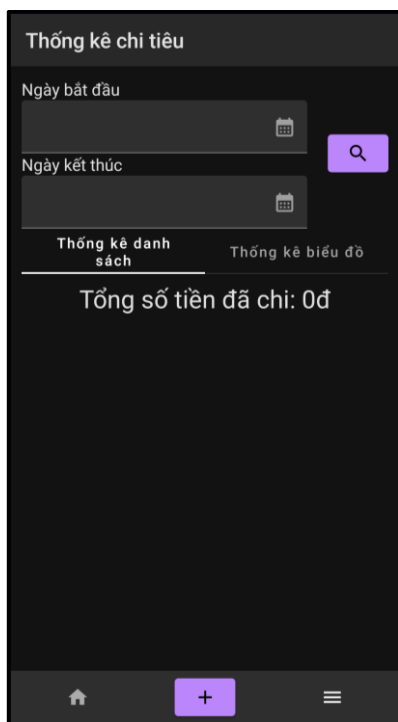 Thống kê chi tiêu
Ngày bắt đầu
Ngày kết thúc
Thống kê danh
sách
Thống kê biểu đồ
Tổng số tiền đã chi: 0đ
+